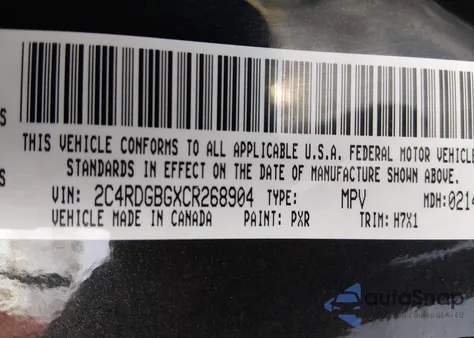 S
THIS VEHICLE CONFORMS TO ALL APPLICABLE U.S.A. FEDERAL MOTOR VEHICLE
S
STANDARDS IN EFFECT ON THE DATE OF MANUFACTURE SHOWN ABOVE.
VIN: 2C4RDGBGXCR268904 TYPE: MPV MDH:0214
VEHICLE MADE IN CANADA PAINT: PXR TRIM: H7X1
autoSnap